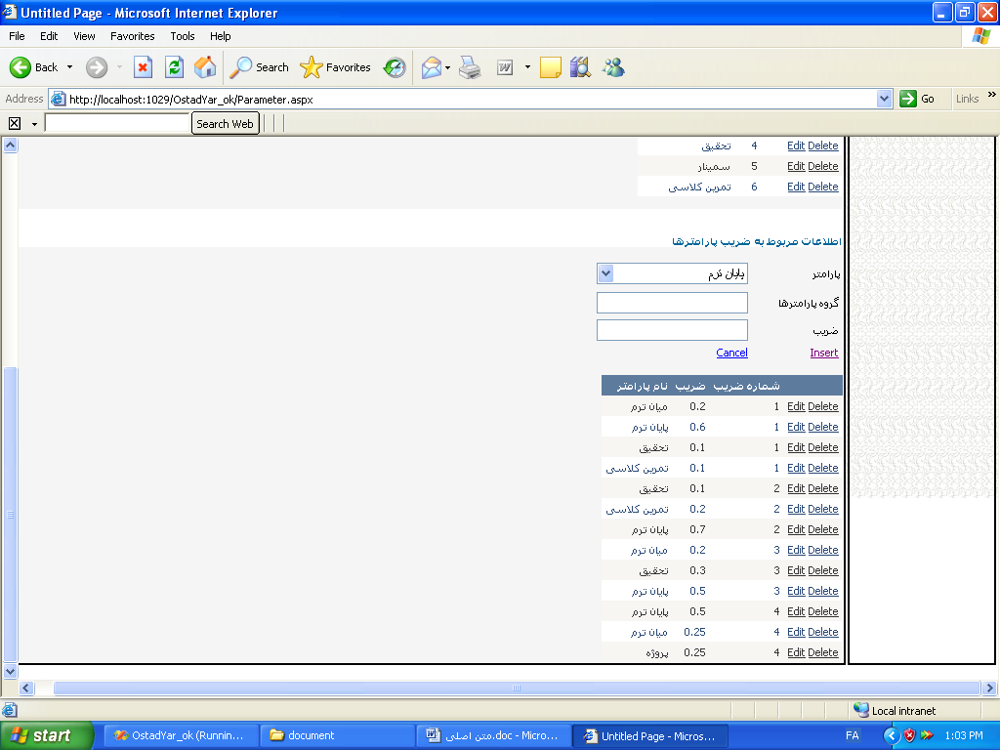 Untitled Page - Microsoft Internet Explorer
File Edit View Favorites Tools Help
Back Search Favorites
Address http://localhost:1029/OstadYar_ok/Parameter.aspx Go Links »
Search Web
Edit Delete 4 تحقیق
Edit Delete 5 سمینار
Edit Delete 6 تمرین کلاسی
اطلاعات مربوط به ضریب پارامترها
پارامتر پایان ترم
گروه پارامترها
ضریب
Insert Cancel
شماره ضریب ضریب نام پارامتر
Edit Delete 1 0.2 میان ترم
Edit Delete 1 0.6 پایان ترم
Edit Delete 1 0.1 تحقیق
Edit Delete 1 0.1 تمرین کلاسی
Edit Delete 2 0.1 تحقیق
Edit Delete 2 0.2 تمرین کلاسی
Edit Delete 2 0.7 پایان ترم
Edit Delete 3 0.2 میان ترم
Edit Delete 3 0.3 تحقیق
Edit Delete 3 0.5 پایان ترم
Edit Delete 4 0.5 پایان ترم
Edit Delete 4 0.25 میان ترم
Edit Delete 4 0.25 پروژه
Local intranet
start OstadYar_ok (Runnin... document متن اصلی.doc - Micro... Untitled Page - Micros... FA 1:03 PM